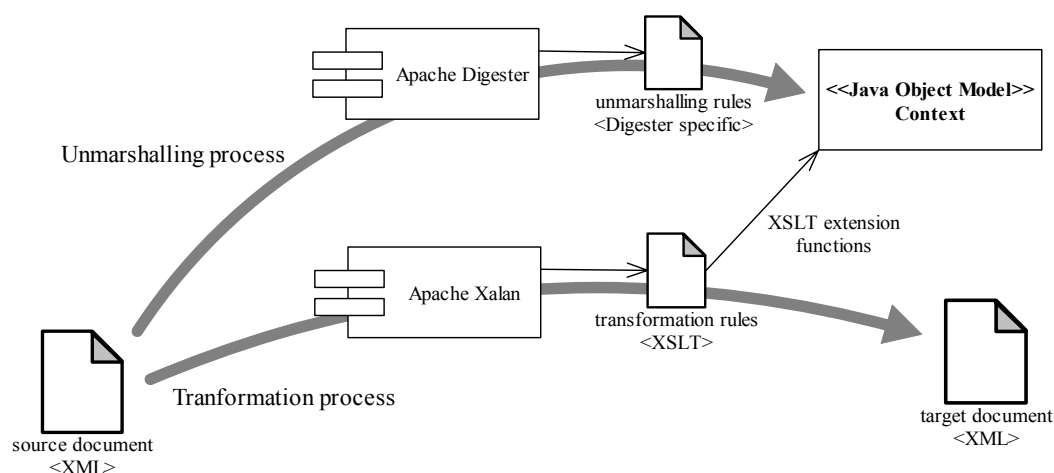 Apache Digester
unmarshalling rules
<Digester specific>
<<Java Object Model>>
Context
Unmarshalling process
XSLT extension
functions
Apache Xalan
transformation rules
<XSLT>
Tranformation process
source document
<XML>
target document
<XML>